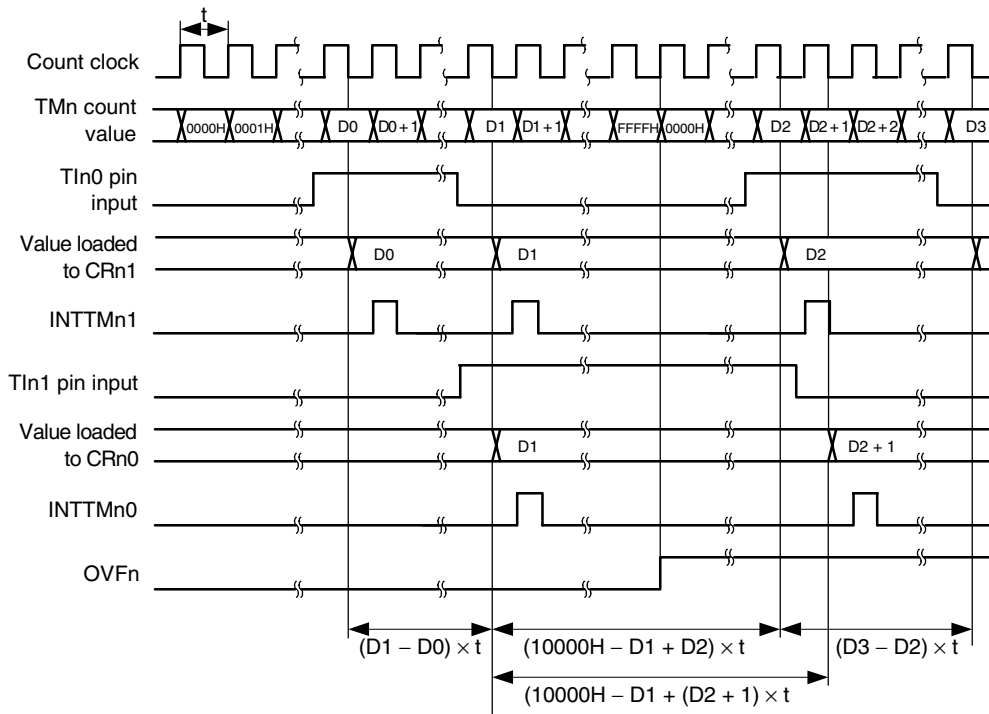 t
Count clock
TMn count
value
0000H 0001H D0 D0+1 D1 D1+1 FFFFH 0000H D2 D2+1 D2+2 D3
TIn0 pin
input
Value loaded
to CRn1
D0 D1 D2
INTTMn1
TIn1 pin input
Value loaded
to CRn0
D1 D2 + 1
INTTMn0
OVFn
(D1 − D0) × t (10000H − D1 + D2) × t (D3 − D2) × t
(10000H − D1 + (D2 + 1) × t